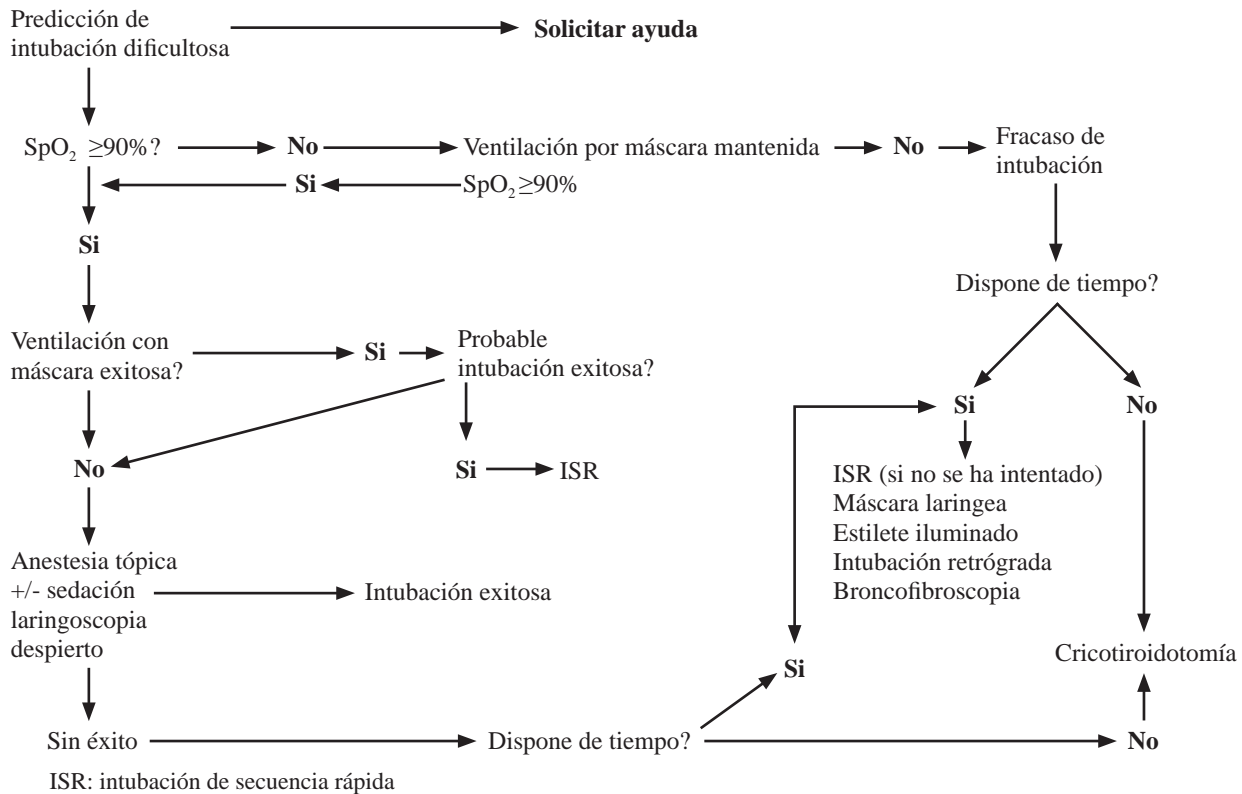 Predicción de
intubación dificultosa
Solicitar ayuda
SpO₂ ≥90%?
No
Ventilación por máscara mantenida
No
Fracaso de
intubación
Si
SpO₂≥90%
Si
Dispone de tiempo?
Ventilación con
máscara exitosa?
Si
Probable
intubación exitosa?
Si
No
No
Si
ISR
ISR (si no se ha intentado)
Máscara laringea
Estilete iluminado
Intubación retrógrada
Broncofibroscopia
Anestesia tópica
+/- sedación
laringoscopia
despierto
Intubación exitosa
Cricotiroidotomía
Si
Sin éxito
Dispone de tiempo?
No
ISR: intubación de secuencia rápida